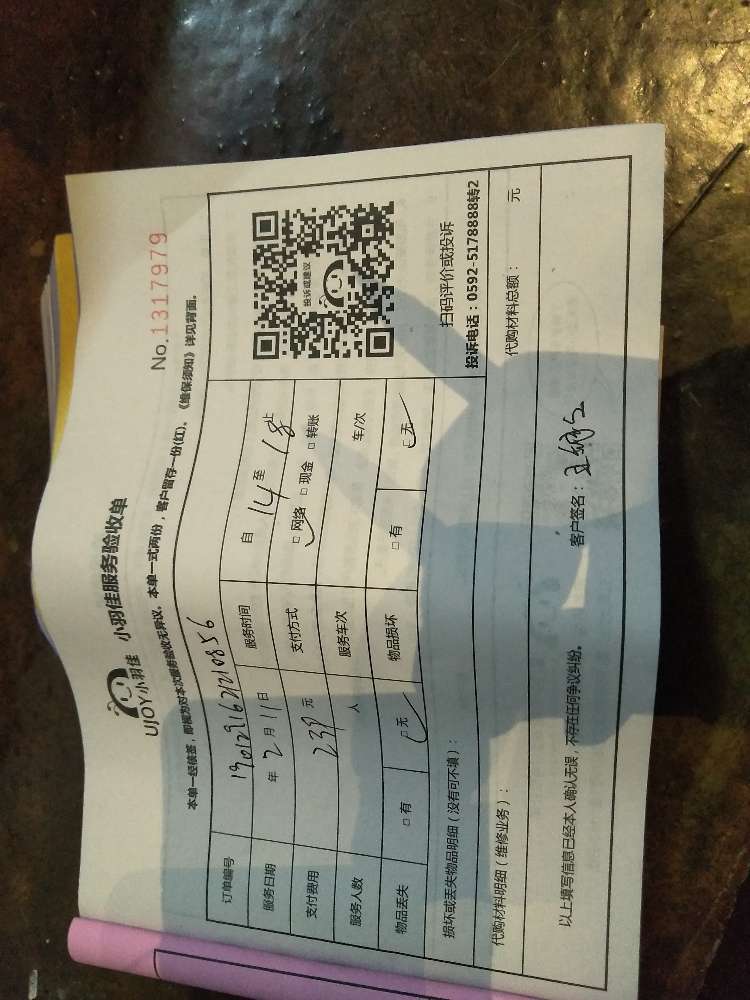 UJOY小羽佳 小羽佳服务验收单
No.1317979
本单一经签, 即视为对本次服务验收无异议。本单一式两份, 客户留存一份(红)。《维保须知》详见背面。
订单编号
服务日期 年 2 月 11 日 服务时间 自 14 至 18 止
支付费用 元 支付方式 □ 网络 □ 现金 □ 转账
服务人数 人 服务车次 车/次
物品丢失 □ 有 □ 无 物品损坏 □ 有 □ 无
投诉或建议
扫码评价或投诉
投诉电话:0592-5178888转2
损坏或丢失物品明细(没有可不填):
代购材料明细(维修业务): 代购材料总额: 元
以上填写信息已经本人确认无误, 不存在任何争议纠纷。 客户签名: